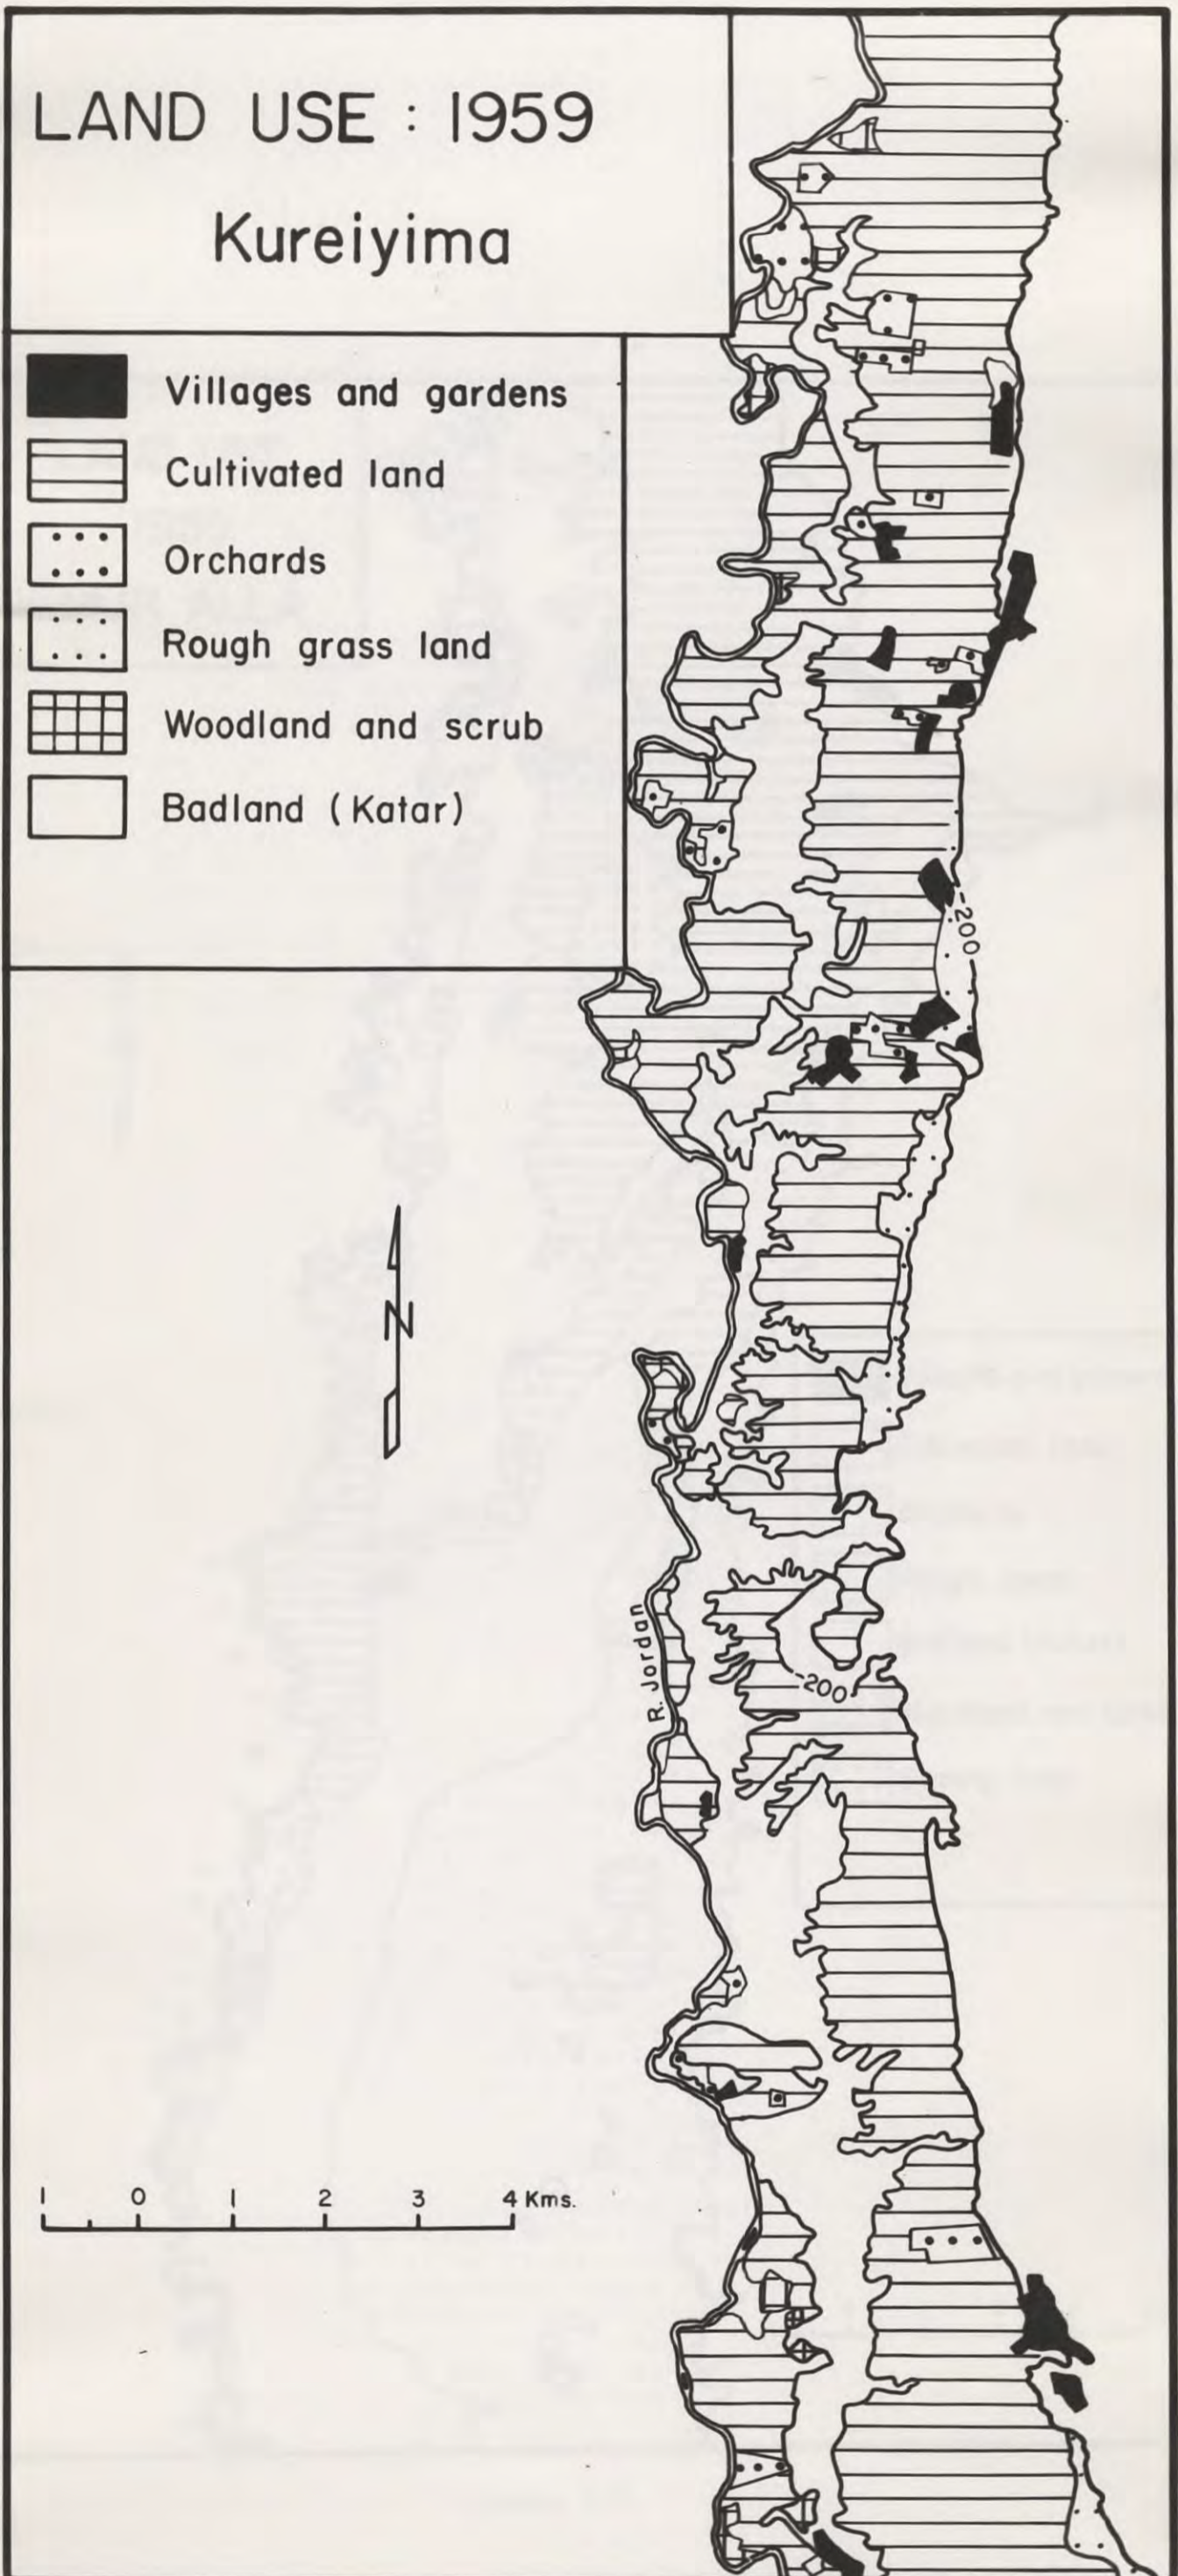 LAND USE : 1959
Kureiyima
Villages and gardens
Cultivated land
Orchards
Rough grass land
Woodland and scrub
Badland (Katar)
-200
N
R. Jordan
-200
1 0 1 2 3 4 Kms.